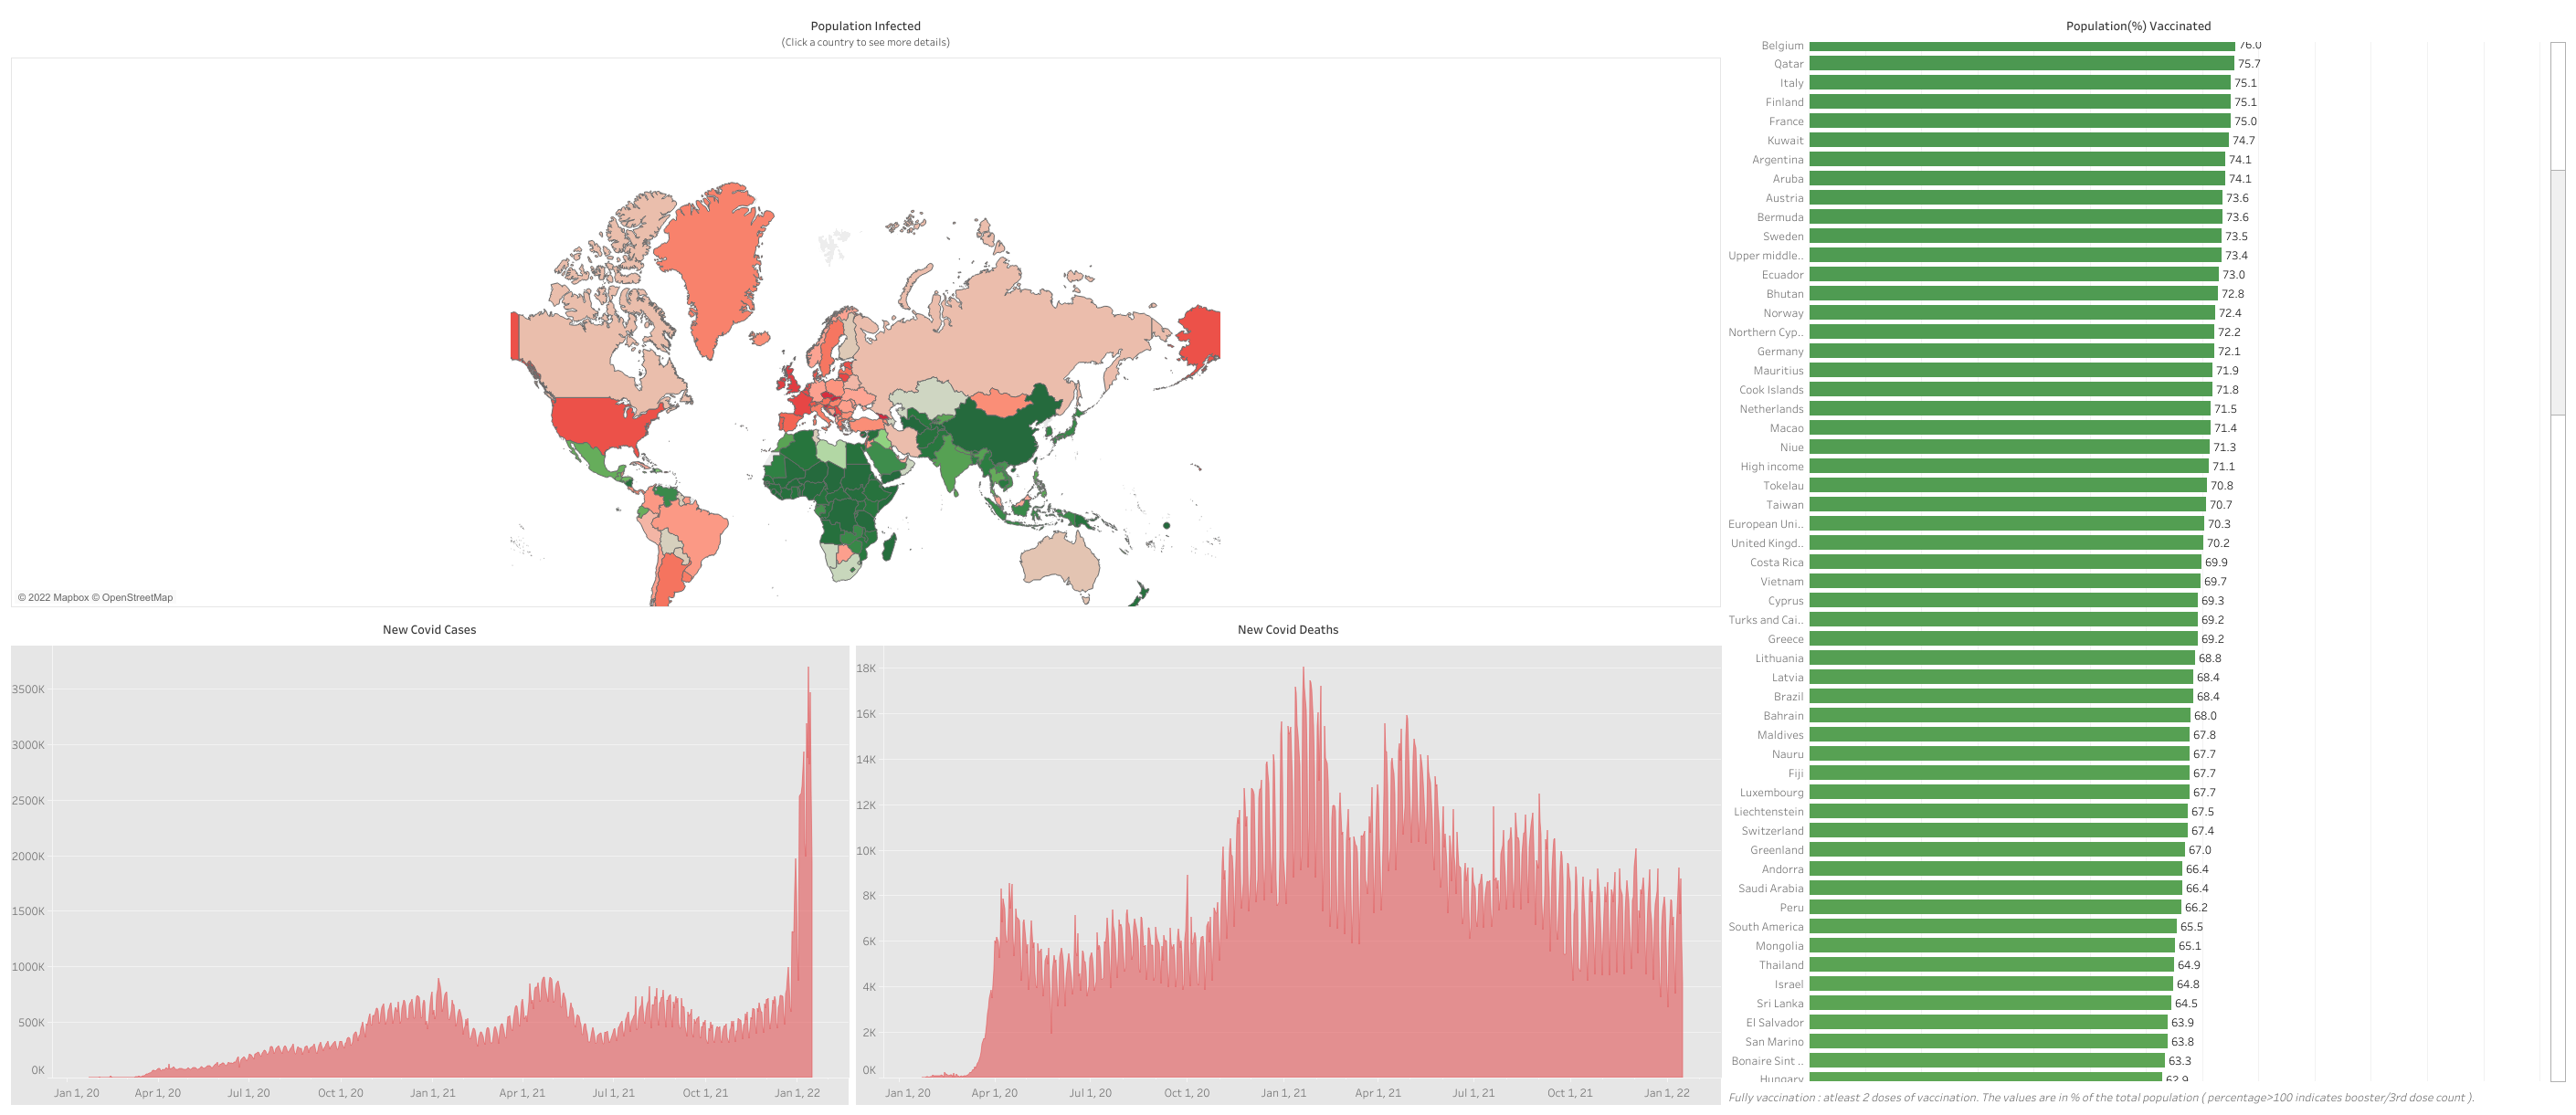 Population Infected
(Click a country to see more details)
© 2022 Mapbox © OpenStreetMap
New Covid Cases
3500K
3000K
2500K
2000K
1500K
1000K
500K
0K
Jan 1, 20 Apr 1, 20 Jul 1, 20 Oct 1, 20 Jan 1, 21 Apr 1, 21 Jul 1, 21 Oct 1, 21 Jan 1, 22
New Covid Deaths
18K
16K
14K
12K
10K
8K
6K
4K
2K
0K
Jan 1, 20 Apr 1, 20 Jul 1, 20 Oct 1, 20 Jan 1, 21 Apr 1, 21 Jul 1, 21 Oct 1, 21 Jan 1, 22
Population(%) Vaccinated
Belgium 76.0
Qatar 75.7
Italy 75.1
Finland 75.1
France 75.0
Kuwait 74.7
Argentina 74.1
Aruba 74.1
Austria 73.6
Bermuda 73.6
Sweden 73.5
Upper middle.. 73.4
Ecuador 73.0
Bhutan 72.8
Norway 72.4
Northern Cyp.. 72.2
Germany 72.1
Mauritius 71.9
Cook Islands 71.8
Netherlands 71.5
Macao 71.4
Niue 71.3
High income 71.1
Tokelau 70.8
Taiwan 70.7
European Uni.. 70.3
United Kingd.. 70.2
Costa Rica 69.9
Vietnam 69.7
Cyprus 69.3
Turks and Cai.. 69.2
Greece 69.2
Lithuania 68.8
Latvia 68.4
Brazil 68.4
Bahrain 68.0
Maldives 67.8
Nauru 67.7
Fiji 67.7
Luxembourg 67.7
Liechtenstein 67.5
Switzerland 67.4
Greenland 67.0
Andorra 66.4
Saudi Arabia 66.4
Peru 66.2
South America 65.5
Mongolia 65.1
Thailand 64.9
Israel 64.8
Sri Lanka 64.5
El Salvador 63.9
San Marino 63.8
Bonaire Sint .. 63.3
Hungary 62.9
Fully vaccination : atleast 2 doses of vaccination. The values are in % of the total population ( percentage>100 indicates booster/3rd dose count ).